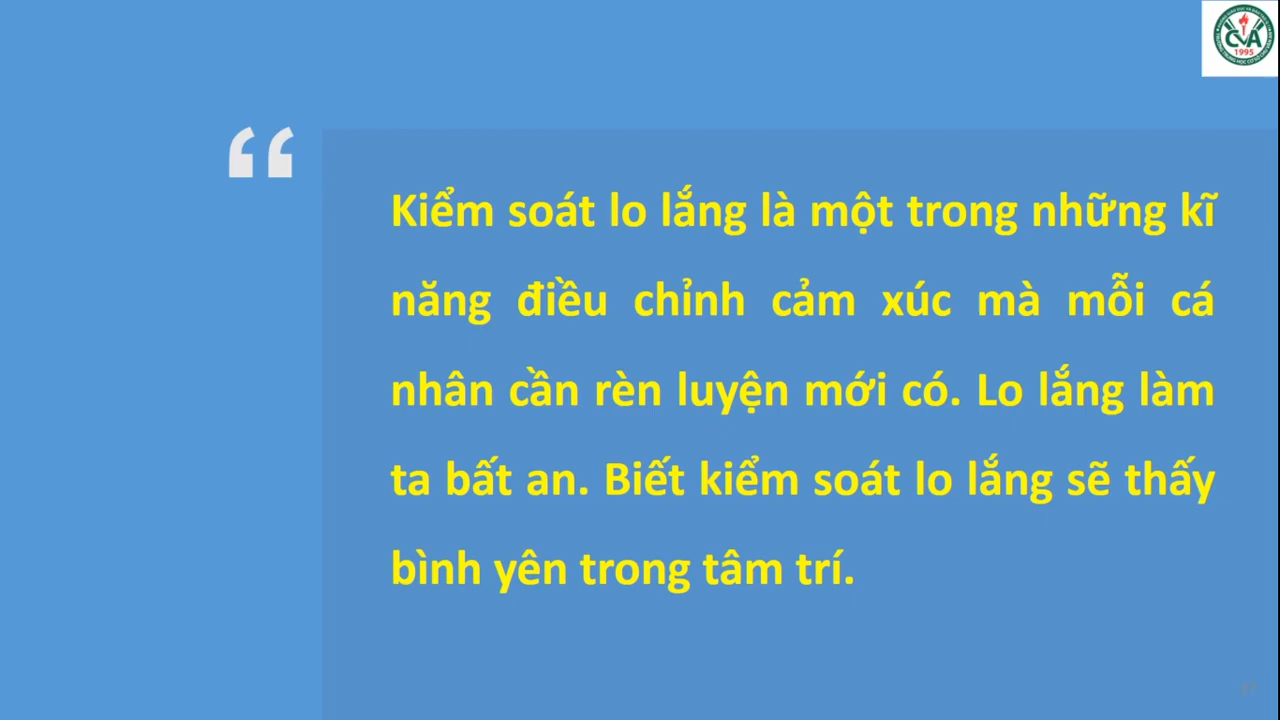 CVA
1995
“
Kiểm soát lo lắng là một trong những kĩ
năng điều chỉnh cảm xúc mà mỗi cá
nhân cần rèn luyện mới có. Lo lắng làm
ta bất an. Biết kiểm soát lo lắng sẽ thấy
bình yên trong tâm trí.